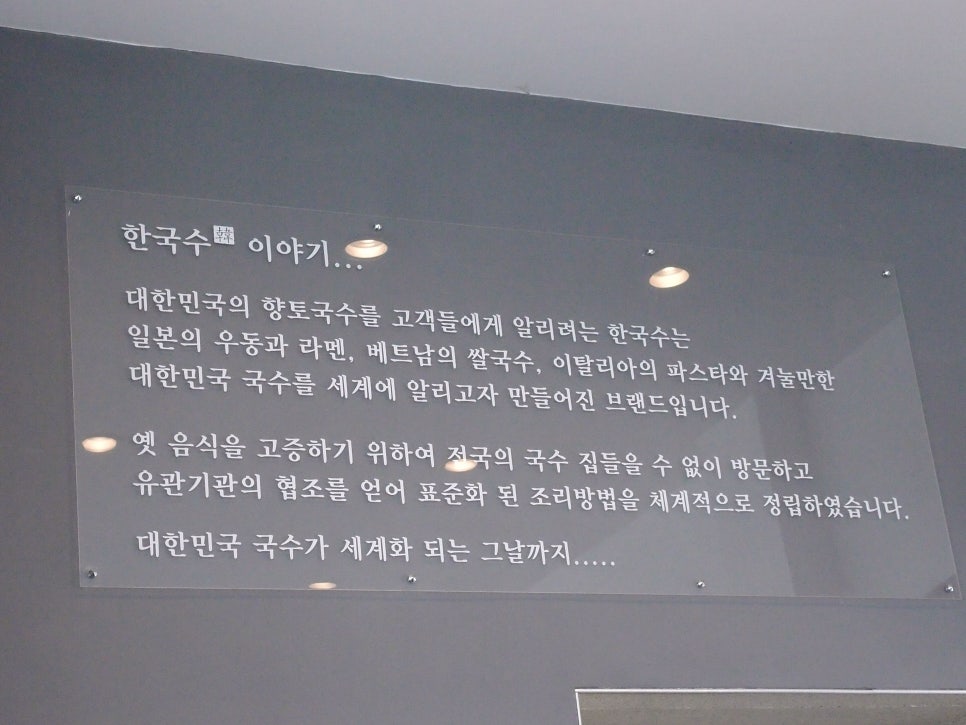 한국수韓 이야기...
대한민국의 향토국수를 고객들에게 알리려는 한국수는
일본의 우동과 라멘, 베트남의 쌀국수, 이탈리아의 파스타와 겨눌만한
대한민국 국수를 세계에 알리고자 만들어진 브랜드입니다.
옛 음식을 고증하기 위하여 전국의 국수 집들을 수 없이 방문하고
유관기관의 협조를 얻어 표준화 된 조리방법을 체계적으로 정립하였습니다.
대한민국 국수가 세계화 되는 그날까지.....